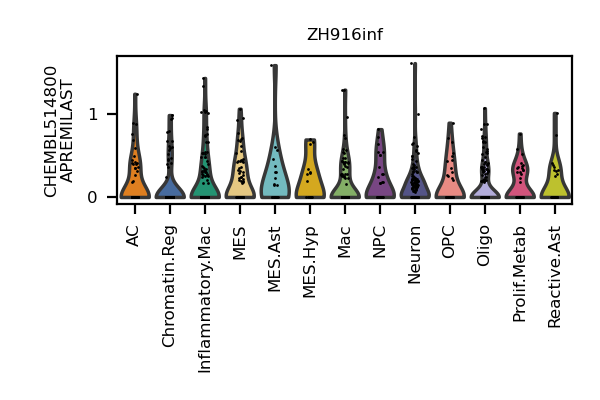 ZH916inf
CHEMBL514800
APREMILAST
1
0
AC
Chromatin.Reg
Inflammatory.Mac
MES
MES.Ast
MES.Hyp
Mac
NPC
Neuron
OPC
Oligo
Prolif.Metab
Reactive.Ast